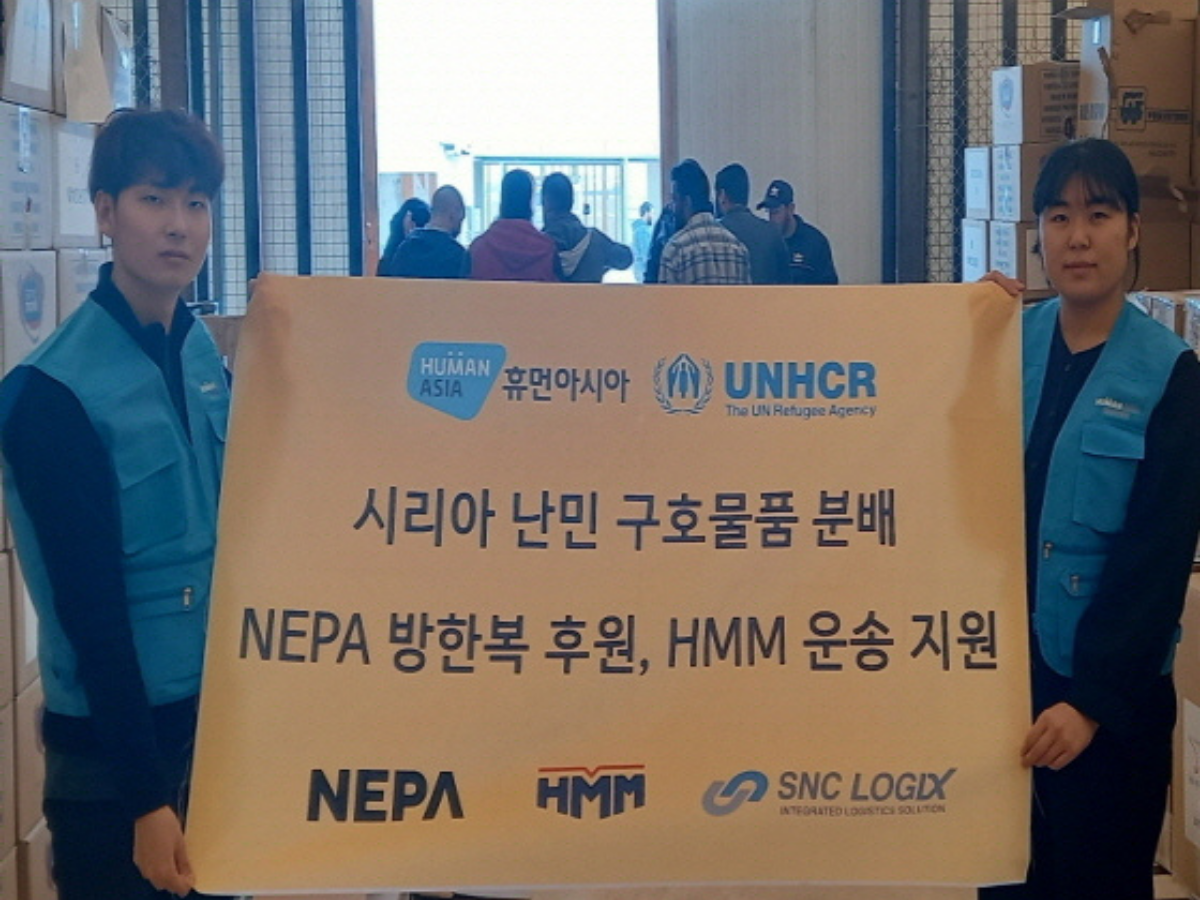 HUMAN ASIA 휴먼아시아 UNHCR
The UN Refugee Agency
시리아 난민 구호물품 분배
NEPA 방한복 후원, HMM 운송 지원
NEPA HMM SNC LOGIX
INTEGRATED LOGISTICS SOLUTION